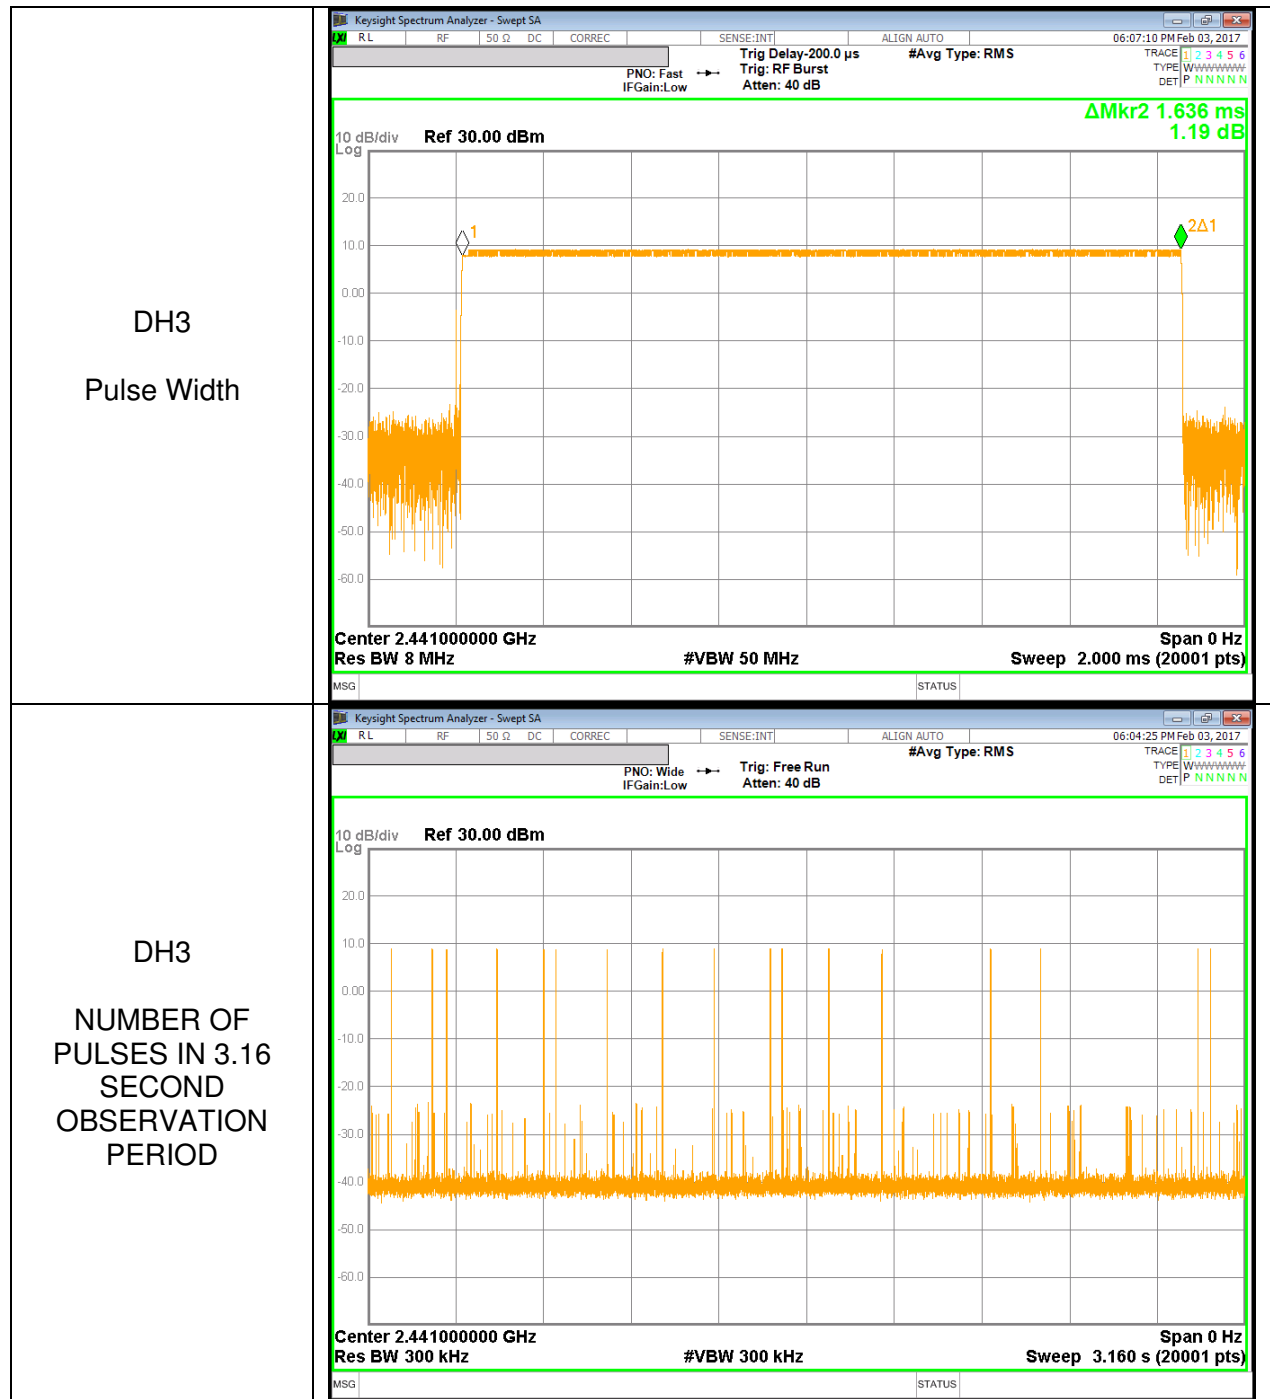 DH3
Pulse Width
Keysight Spectrum Analyzer - Swept SA
LXI RL RF 50 Ω DC CORREC SENSE:INT ALIGN AUTO 06:07:10 PM Feb 03, 2017
PNO: Fast
IFGain:Low
Trig Delay-200.0 µs
Trig: RF Burst
Atten: 40 dB
#Avg Type: RMS
TRACE 1 2 3 4 5 6
TYPE WWWWWWW
DET P N N N N N
ΔMkr2 1.636 ms
1.19 dB
10 dB/div Ref 30.00 dBm
Log
20.0
10.0
0.00
-10.0
-20.0
-30.0
-40.0
-50.0
-60.0
1
2Δ1
Center 2.441000000 GHz Span 0 Hz
Res BW 8 MHz #VBW 50 MHz Sweep 2.000 ms (20001 pts)
MSG STATUS
DH3
NUMBER OF
PULSES IN 3.16
SECOND
OBSERVATION
PERIOD
Keysight Spectrum Analyzer - Swept SA
LXI RL RF 50 Ω DC CORREC SENSE:INT ALIGN AUTO 06:04:25 PM Feb 03, 2017
PNO: Wide
IFGain:Low
Trig: Free Run
Atten: 40 dB
#Avg Type: RMS
TRACE 1 2 3 4 5 6
TYPE WWWWWWW
DET P N N N N N
10 dB/div Ref 30.00 dBm
Log
20.0
10.0
0.00
-10.0
-20.0
-30.0
-40.0
-50.0
-60.0
Center 2.441000000 GHz Span 0 Hz
Res BW 300 kHz #VBW 300 kHz Sweep 3.160 s (20001 pts)
MSG STATUS